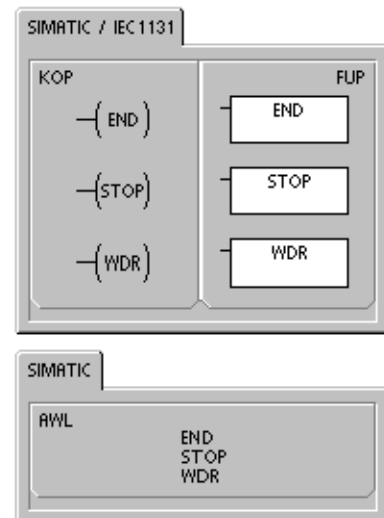 SIMATIC / IEC1131
KOP
FUP
END
END
STOP
STOP
WDR
WDR
SIMATIC
AWL
END
STOP
WDR